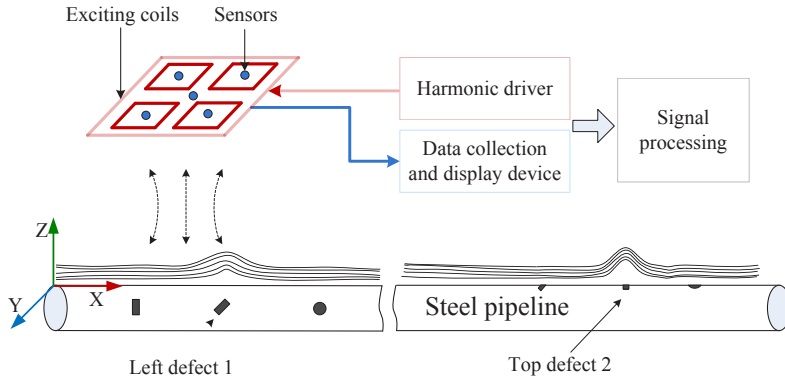 Exciting coils
Sensors
Harmonic driver
Data collection
and display device
Signal
processing
Z
Y
X
Steel pipeline
Left defect 1
Top defect 2